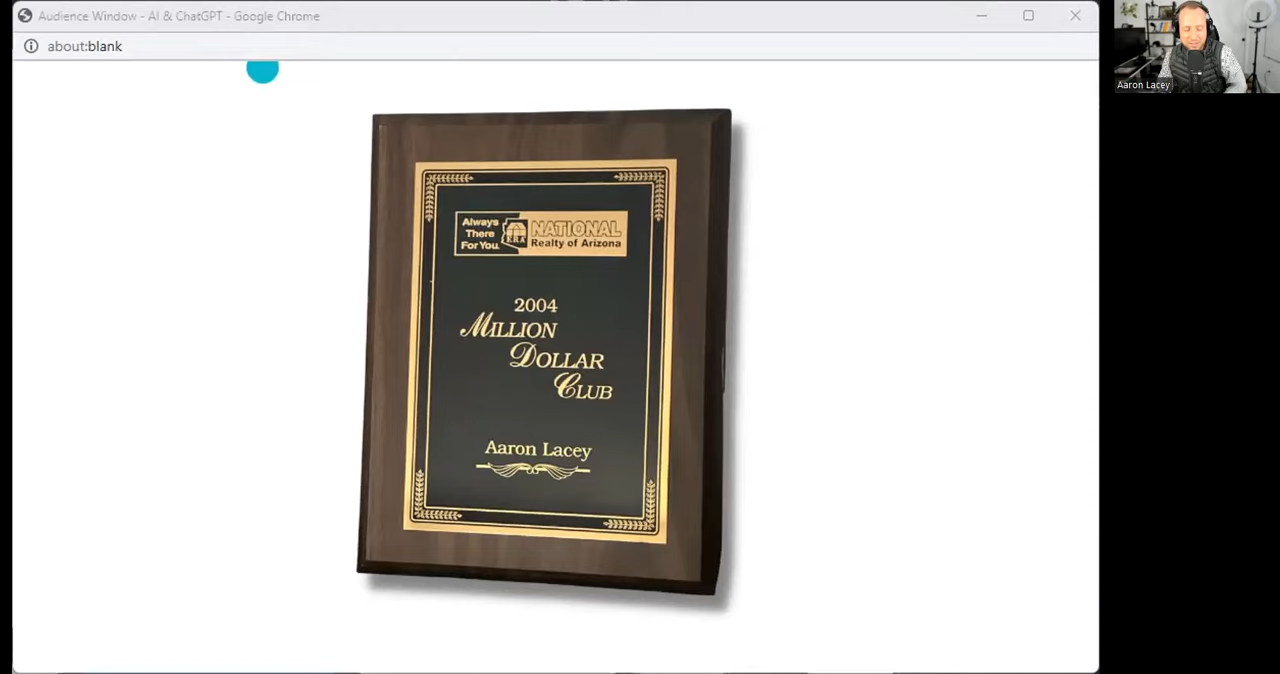 Audience Window - AI & ChatGPT - Google Chrome
about:blank
Aaron Lacey
Always
There
For You.
ERA
NATIONAL
Realty of Arizona
2004
MILLION
DOLLAR
CLUB
Aaron Lacey